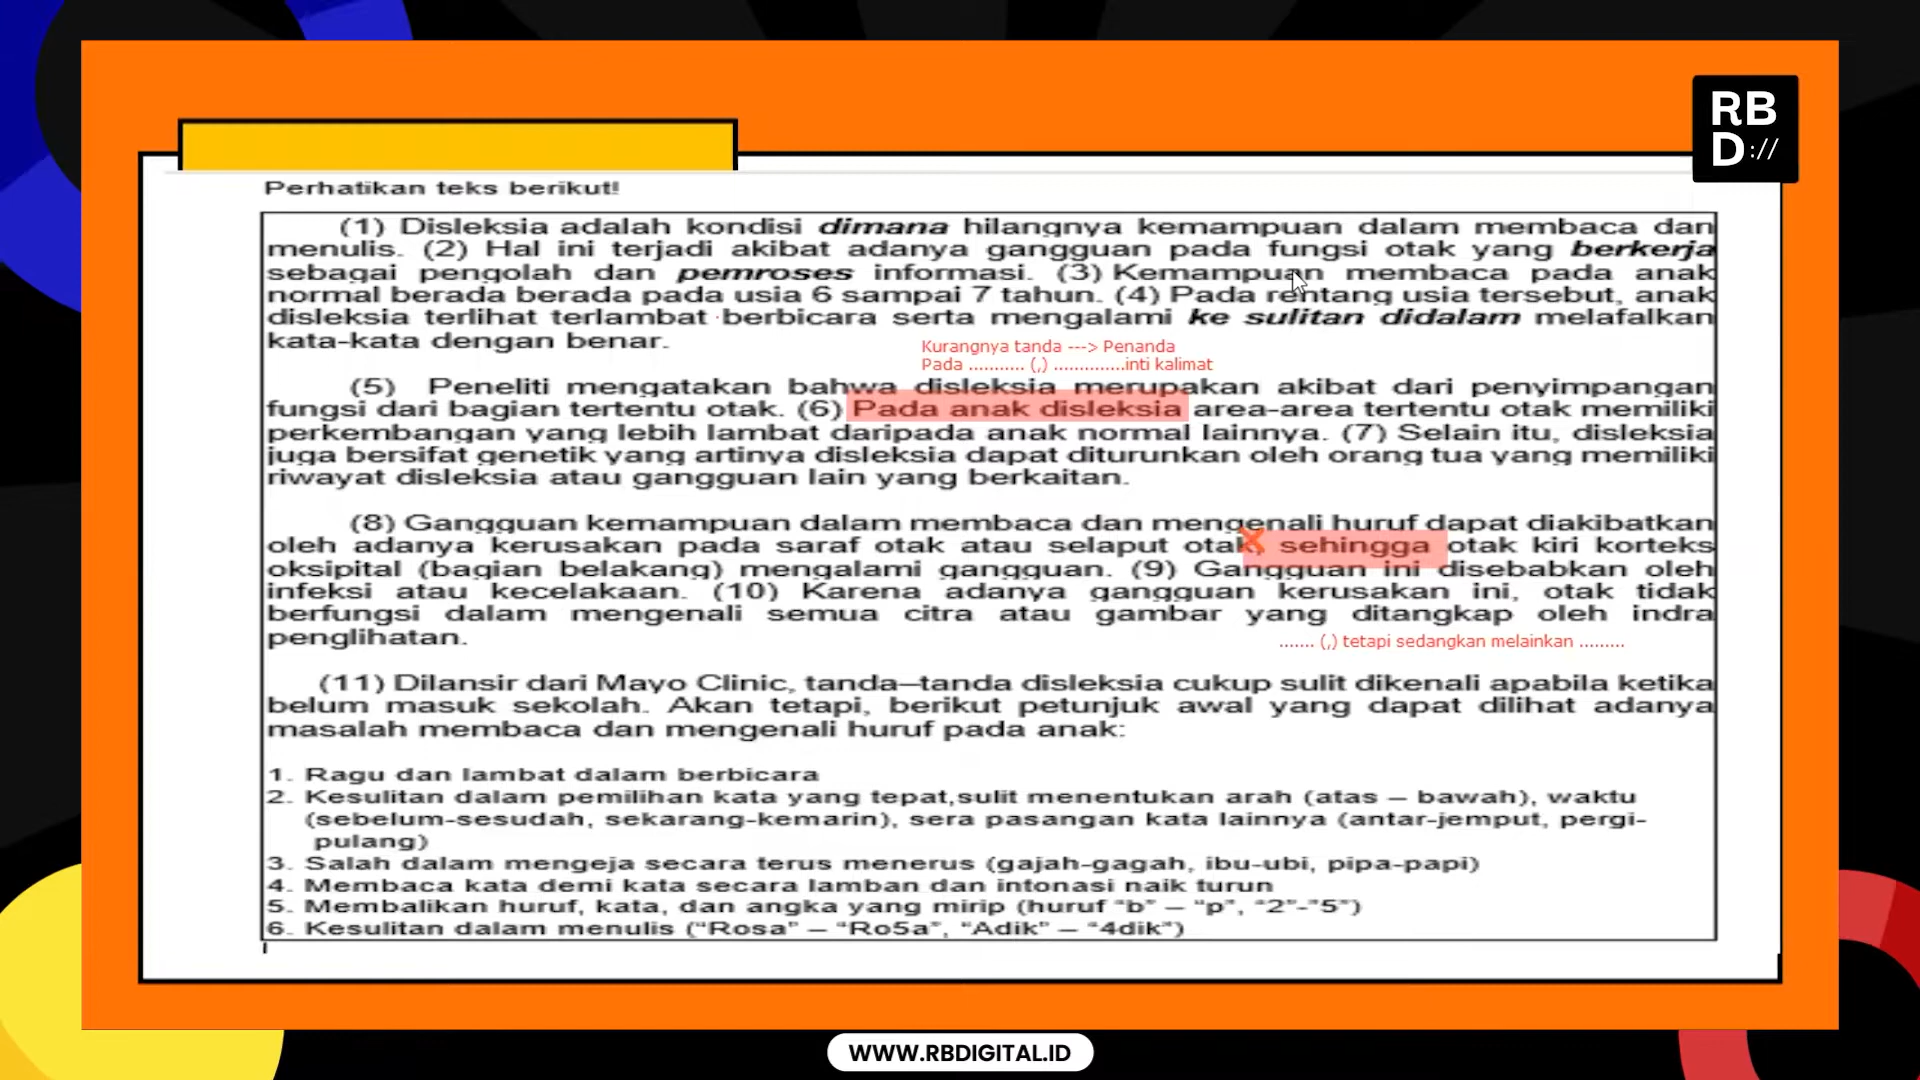 RB
D://
Perhatikan teks berikut!
(1) Disleksia adalah kondisi dimana hilangnya kemampuan dalam membaca dan
menulis. (2) Hal ini terjadi akibat adanya gangguan pada fungsi otak yang berkerja
sebagai pengolah dan pemroses informasi. (3) Kemampuan membaca pada anak
normal berada berada pada usia 6 sampai 7 tahun. (4) Pada rentang usia tersebut, anak
disleksia terlihat terlambat berbicara serta mengalami ke sulitan didalam melafalkan
kata-kata dengan benar.
Kurangnya tanda ---> Penanda
Pada ........... (,) ..............inti kalimat
(5) Peneliti mengatakan bahwa disleksia merupakan akibat dari penyimpangan
fungsi dari bagian tertentu otak. (6) Pada anak disleksia area-area tertentu otak memiliki
perkembangan yang lebih lambat daripada anak normal lainnya. (7) Selain itu, disleksia
juga bersifat genetik yang artinya disleksia dapat diturunkan oleh orang tua yang memiliki
riwayat disleksia atau gangguan lain yang berkaitan.
(8) Gangguan kemampuan dalam membaca dan mengenali huruf dapat diakibatkan
oleh adanya kerusakan pada saraf otak atau selaput otak, sehingga otak kiri korteks
oksipital (bagian belakang) mengalami gangguan. (9) Gangguan ini disebabkan oleh
infeksi atau kecelakaan. (10) Karena adanya gangguan kerusakan ini, otak tidak
berfungsi dalam mengenali semua citra atau gambar yang ditangkap oleh indra
penglihatan.
....... (,) tetapi sedangkan melainkan .........
(11) Dilansir dari Mayo Clinic, tanda–tanda disleksia cukup sulit dikenali apabila ketika
belum masuk sekolah. Akan tetapi, berikut petunjuk awal yang dapat dilihat adanya
masalah membaca dan mengenali huruf pada anak:
1. Ragu dan lambat dalam berbicara
2. Kesulitan dalam pemilihan kata yang tepat,sulit menentukan arah (atas – bawah), waktu
(sebelum-sesudah, sekarang-kemarin), sera pasangan kata lainnya (antar-jemput, pergi-
pulang)
3. Salah dalam mengeja secara terus menerus (gajah-gagah, ibu-ubi, pipa-papi)
4. Membaca kata demi kata secara lamban dan intonasi naik turun
5. Membalikan huruf, kata, dan angka yang mirip (huruf “b” – “p”, “2”-”5”)
6. Kesulitan dalam menulis (“Rosa” – “Ro5a”, “Adik” – “4dik”)
WWW.RBDIGITAL.ID